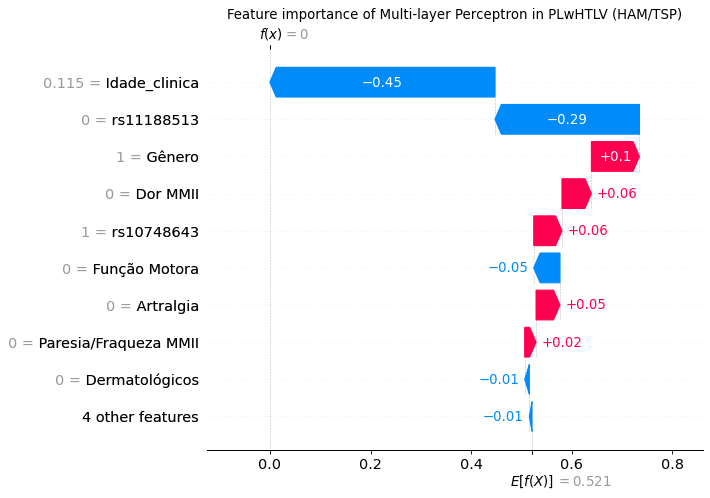 Feature importance of Multi-layer Perceptron in PLwHTLV (HAM/TSP)
f(x) = 0
0.115 = Idade_clinica
−0.45
0 = rs11188513
−0.29
1 = Gênero
+0.1
0 = Dor MMII
+0.06
1 = rs10748643
+0.06
0 = Função Motora
−0.05
0 = Artralgia
+0.05
0 = Paresia/Fraqueza MMII
+0.02
0 = Dermatológicos
−0.01
4 other features
−0.01
0.0 0.2 0.4 0.6 0.8
E[f(X)] = 0.521